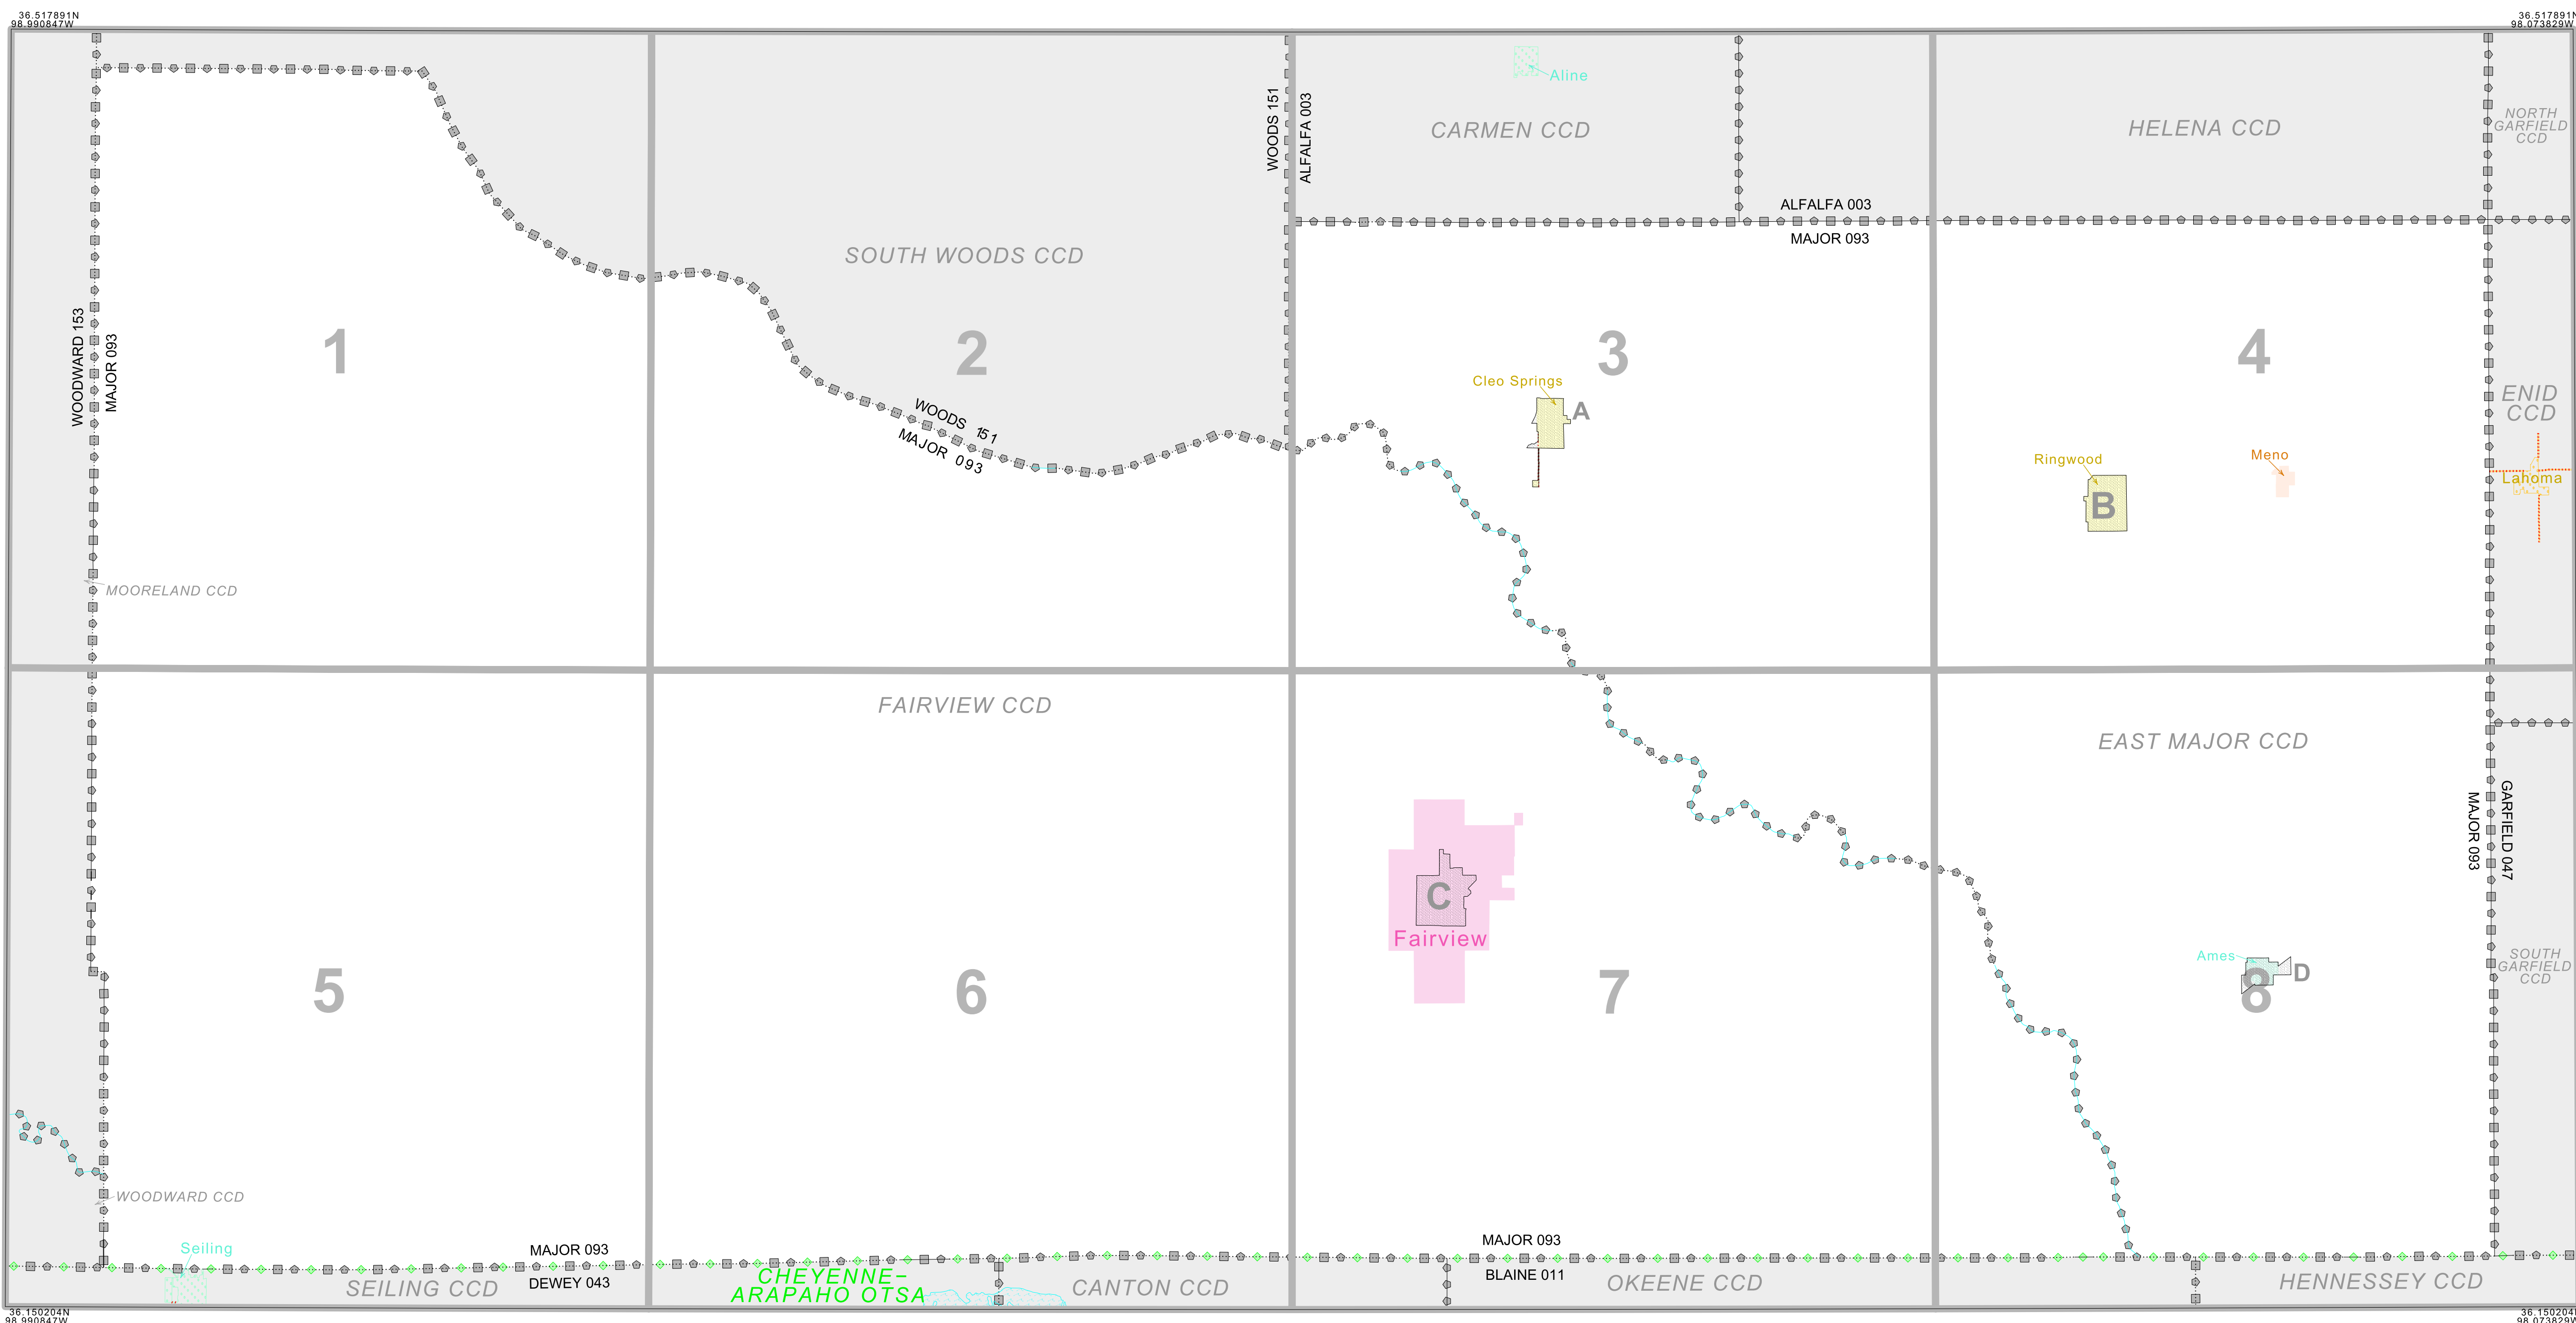 36.517891N
98.990847W
36.517891N
98.073829W
Aline
CARMEN CCD
HELENA CCD
NORTH
GARFIELD
CCD
WOODS 151
ALFALFA 003
ALFALFA 003
MAJOR 093
SOUTH WOODS CCD
WOODWARD 153
MAJOR 093
1
2
3
4
Cleo Springs
A
ENID
CCD
WOODS 151
MAJOR 093
Ringwood
B
Meno
Lahoma
MOORELAND CCD
FAIRVIEW CCD
EAST MAJOR CCD
MAJOR 093
GARFIELD 047
C
Fairview
Ames
D
SOUTH
GARFIELD
CCD
5
6
7
8
WOODWARD CCD
Seiling
MAJOR 093
DEWEY 043
SEILING CCD
CHEYENNE–
ARAPAHO OTSA
CANTON CCD
MAJOR 093
BLAINE 011
OKEENE CCD
HENNESSEY CCD
36.150204N
98.990847W
36.150204N
98.073829W